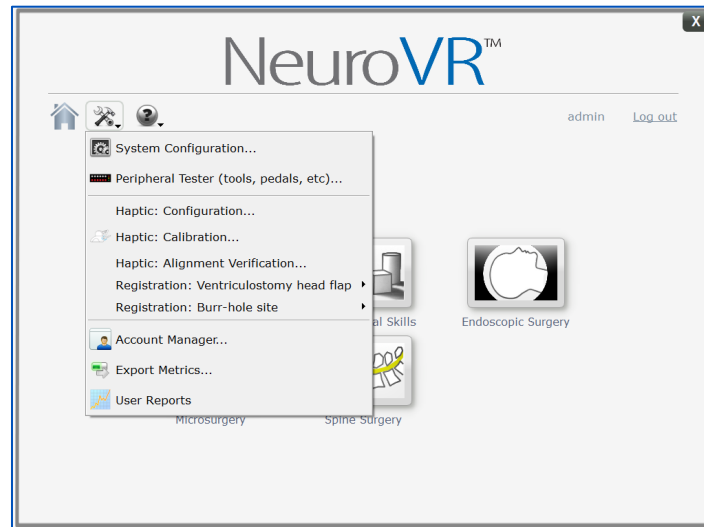 X
NeuroVR™
admin Log out
System Configuration...
Peripheral Tester (tools, pedals, etc)...
Haptic: Configuration...
Haptic: Calibration...
Haptic: Alignment Verification...
Registration: Ventriculostomy head flap
Registration: Burr-hole site
al Skills
Endoscopic Surgery
Account Manager...
Export Metrics...
User Reports
Microsurgery
Spine Surgery